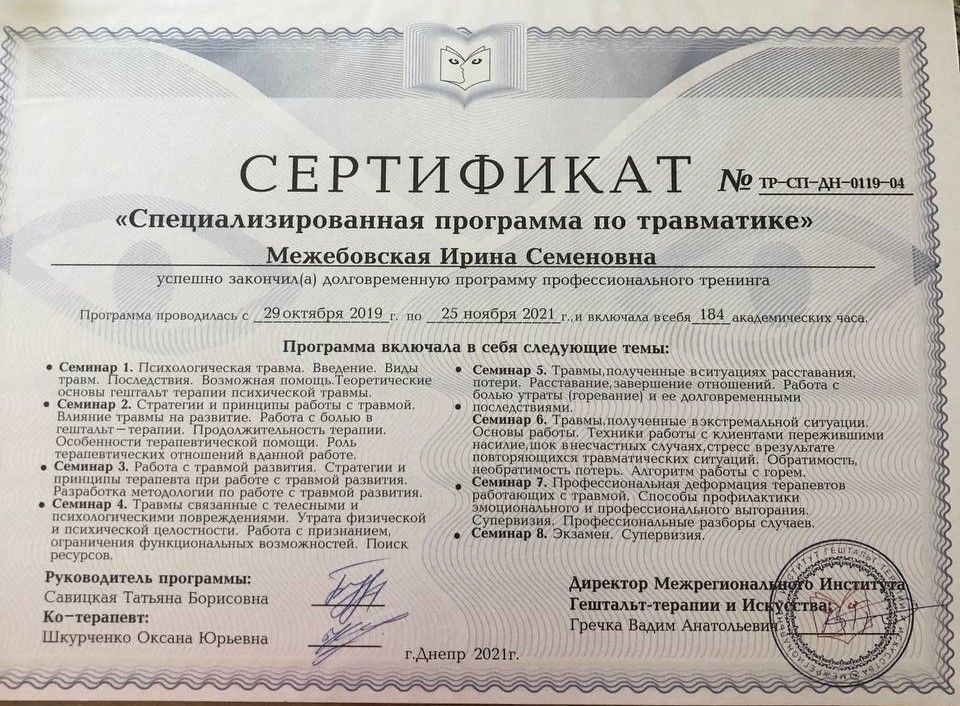 СЕРТИФИКАТ № ТР-СП-ДН-0119-04
«Специализированная программа по травматике»
Межебовская Ирина Семеновна
успешно закончил(а) долговременную программу профессионального тренинга
Программа проводилась с 29 октября 2019 г. по 25 ноября 2021 г.,и включала в себя 184 академических часа.
Программа включала в себя следующие темы:
• Семинар 1. Психологическая травма. Введение. Виды
травм. Последствия. Возможная помощь.Теоретические
основы гештальт терапии психической травмы.
• Семинар 2. Стратегии и принципы работы с травмой.
Влияние травмы на развитие. Работа с болью в
гештальт-терапии. Продолжительность терапии.
Особенности терапевтической помощи. Роль
терапевтических отношений в данной работе.
• Семинар 3. Работа с травмой развития. Стратегии и
принципы терапевта при работе с травмой развития.
Разработка методологии по работе с травмой развития.
• Семинар 4. Травмы связанные с телесными и
психологическими повреждениями. Утрата физической
и психической целостности. Работа с признанием,
ограничения функциональных возможностей. Поиск
ресурсов.
• Семинар 5. Травмы,полученные в ситуациях расставания,
потери. Расставание,завершение отношений. Работа с
болью утраты (горевание) и ее долговременными
• последствиями.
Семинар 6. Травмы,полученные в экстремальной ситуации.
Основы работы. Техники работы с клиентами пережившими
насилие,шок в несчастных случаях,стресс в результате
повторяющихся травматических ситуаций. Обратимость,
необратимость потерь. Алгоритм работы с горем.
• Семинар 7. Профессиональная деформация терапевтов
работающих с травмой. Способы профилактики
эмоционального и профессионального выгорания.
Супервизия. Профессиональные разборы случаев.
• Семинар 8. Экзамен. Супервизия.
Руководитель программы:
Савицкая Татьяна Борисовна
Ко-терапевт:
Шкурченко Оксана Юрьевна
Директор Межрегионального Института
Гештальт-терапии и Искусства:
Гречка Вадим Анатольевич
г.Днепр 2021г.